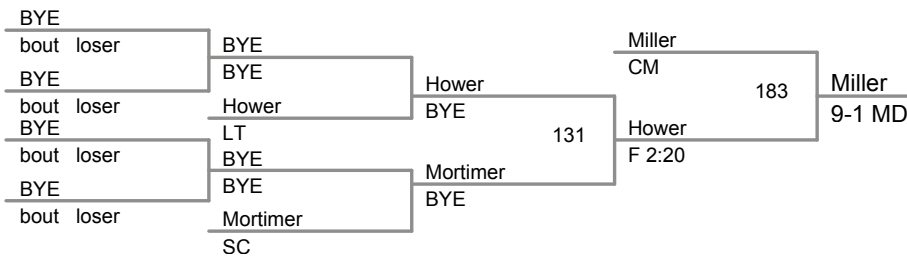 BYE
bout loser
BYE
bout loser
BYE
bout loser
BYE
bout loser
BYE
BYE
Hower
LT
BYE
BYE
Mortimer
SC
Hower
BYE
131
Mortimer
BYE
Miller
CM
183
Hower
F 2:20
Miller
9-1 MD